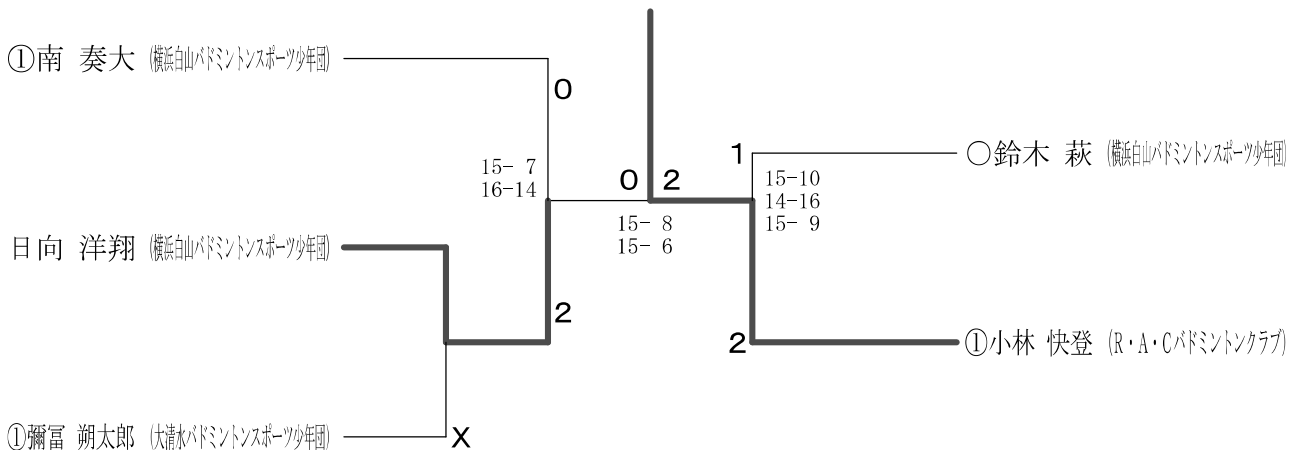 ①南 奏大 (横浜白山バドミントンスポーツ少年団)
0
1
○鈴木 萩 (横浜白山バドミントンスポーツ少年団)
15- 7
16-14
0 2
15-10
14-16
15- 9
15- 8
15- 6
日向 洋翔 (横浜白山バドミントンスポーツ少年団)
2
2
①小林 快登 (R・A・Cバドミントンクラブ)
①彌冨 朔太郎 (大清水バドミントンスポーツ少年団)
X